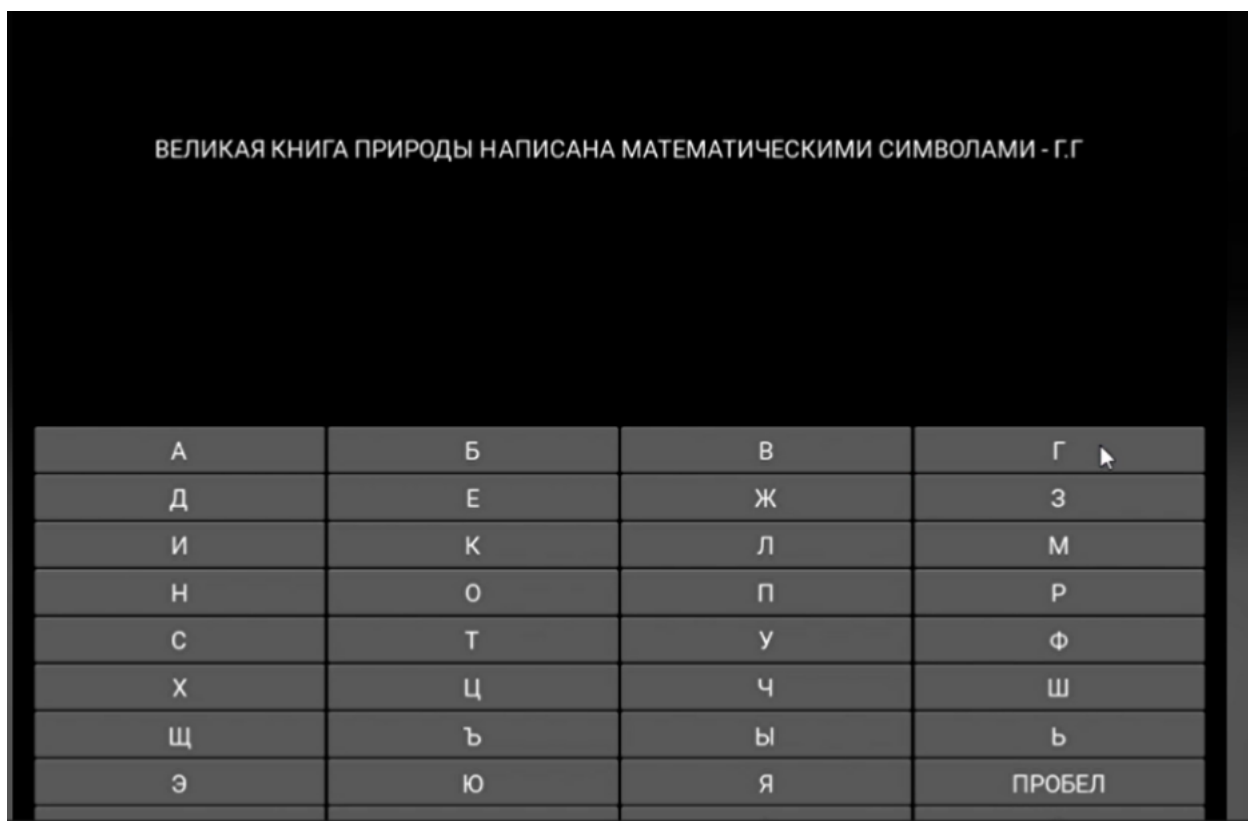 ВЕЛИКАЯ КНИГА ПРИРОДЫ НАПИСАНА МАТЕМАТИЧЕСКИМИ СИМВОЛАМИ - Г.Г
А Б В Г
Д Е Ж З
И К Л М
Н О П Р
С Т У Ф
Х Ц Ч Ш
Щ Ъ Ы Ь
Э Ю Я ПРОБЕЛ